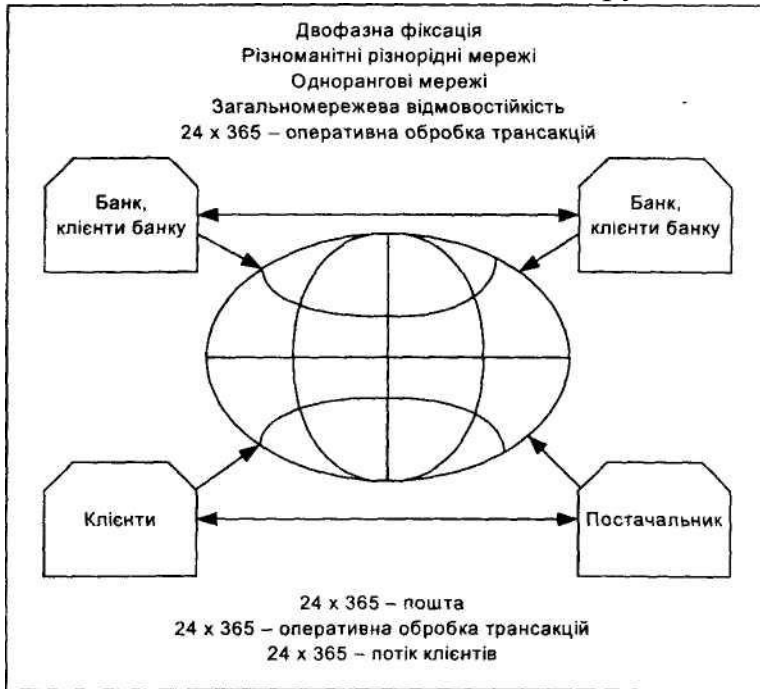 Двофазна фіксація
Різноманітні різнорідні мережі
Однорангові мережі
Загальномережева відмовостійкість
24 x 365 – оперативна обробка трансакцій
Банк,
клієнти банку
Банк,
клієнти банку
Клієнти
Постачальник
24 x 365 – пошта
24 x 365 – оперативна обробка трансакцій
24 x 365 – потік клієнтів